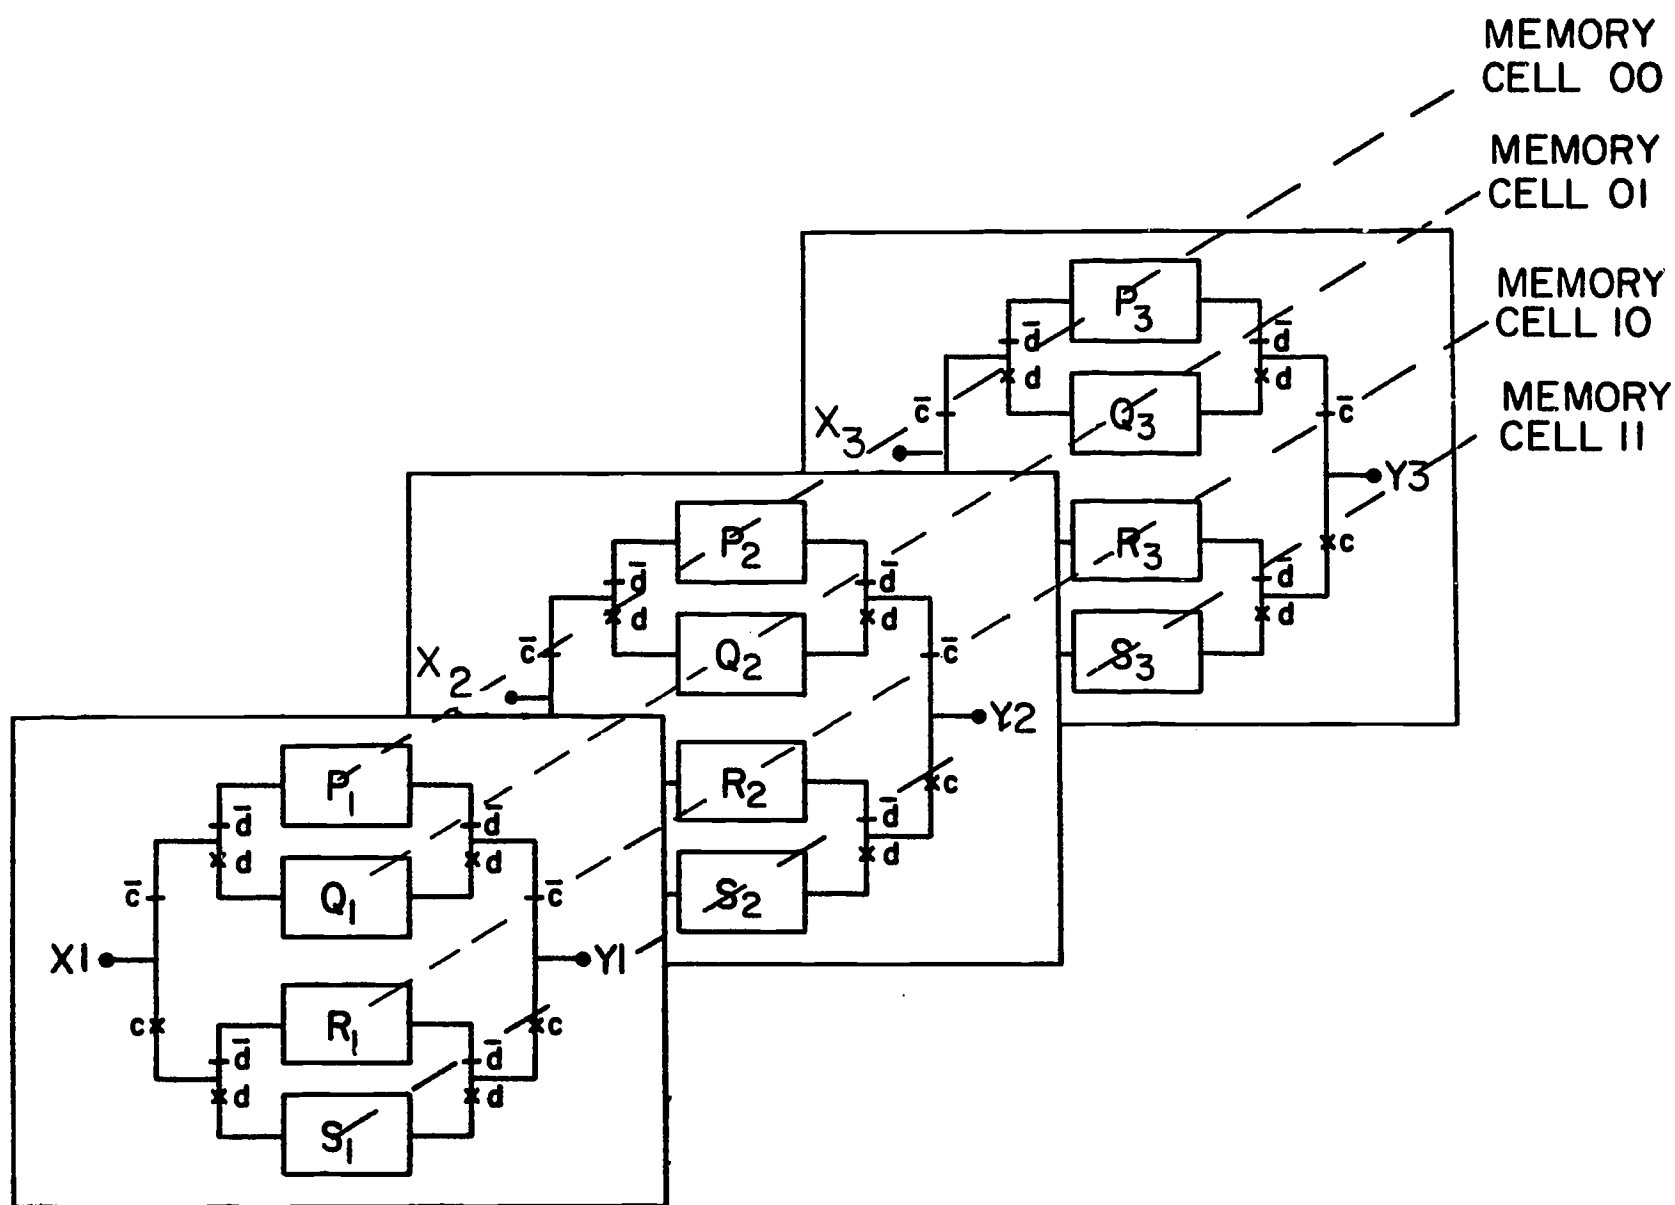 MEMORY
CELL 00
MEMORY
CELL 01
MEMORY
CELL 10
MEMORY
CELL 11
P3
d̄ d̄
d d
c̄ Q3 c̄
X3
Y3
R3 c
d̄
d
S3
P2
d̄ d̄
d d
c̄ Q2 c̄
X2
Y2
R2 c
d̄
d
S2
P1
d̄ d̄
d d
c̄ Q1 c̄
X1 Y1
c R1 c
d̄ d̄
d d
S1